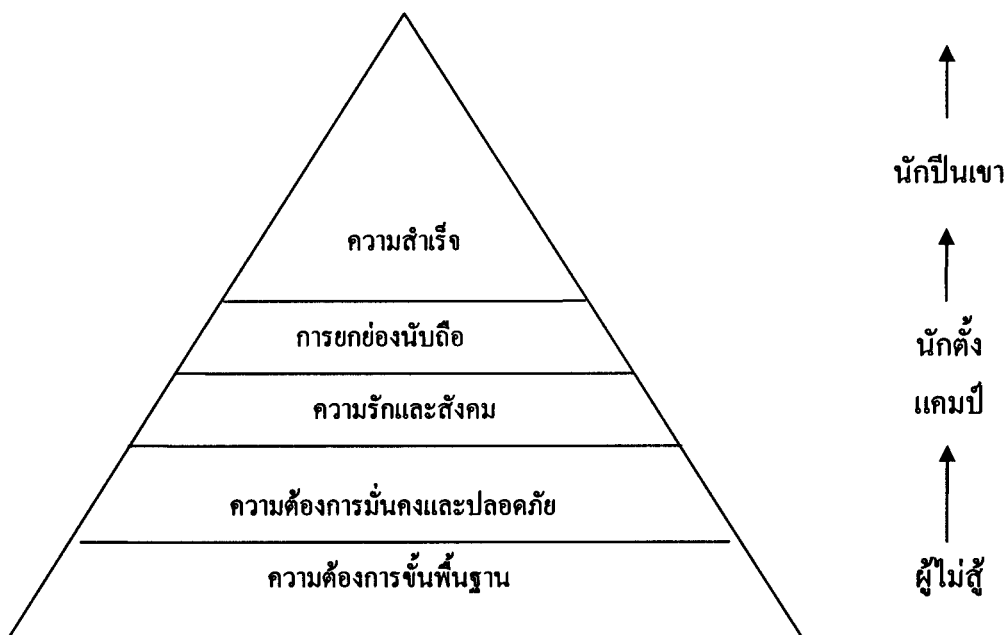 นักปีนเขา
ความสำเร็จ
การยกย่องนับถือ
นักตั้ง
แคมป์
ความรักและสังคม
ความต้องการมั่นคงและปลอดภัย
ความต้องการขั้นพื้นฐาน
ผู้ไม่สู้